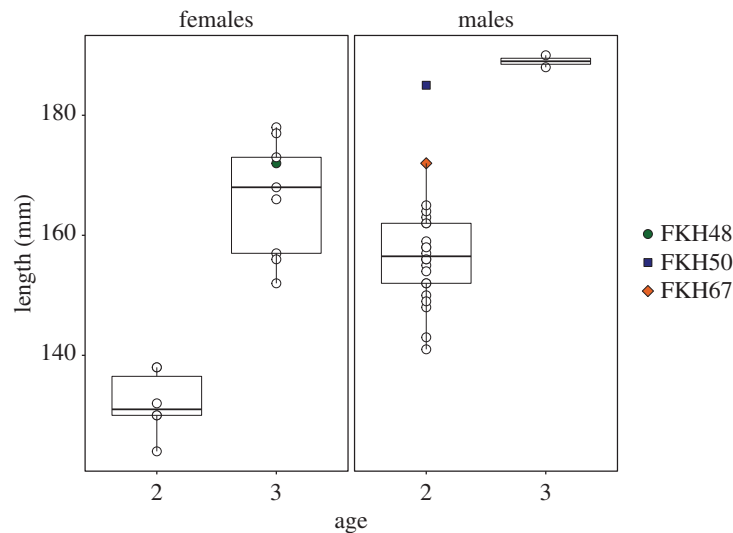 females males
length (mm)
180
160
140
2 3 2 3
age
FKH48
FKH50
FKH67